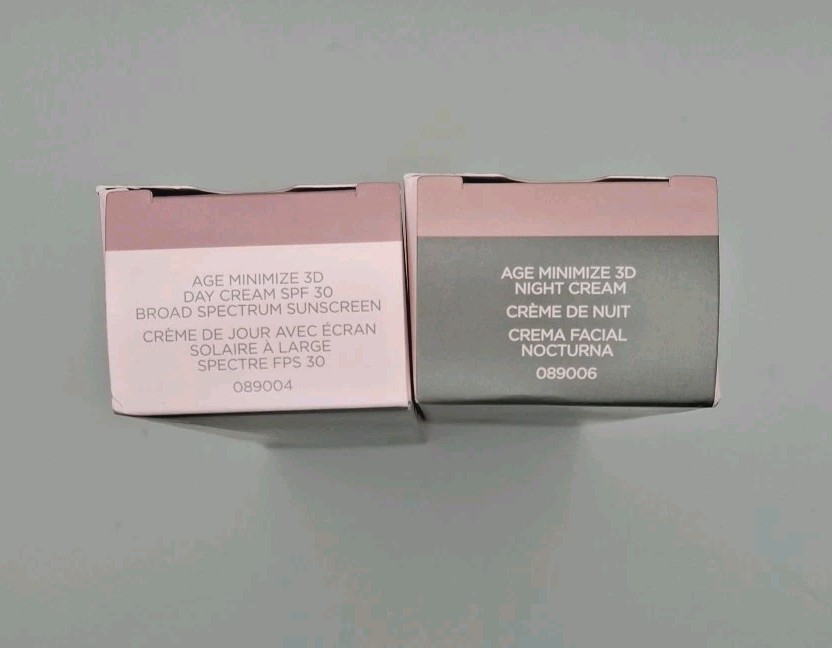 AGE MINIMIZE 3D
DAY CREAM SPF 30
BROAD SPECTRUM SUNSCREEN
CRÈME DE JOUR AVEC ÉCRAN
SOLAIRE À LARGE
SPECTRE FPS 30
089004
AGE MINIMIZE 3D
NIGHT CREAM
CRÈME DE NUIT
CREMA FACIAL
NOCTURNA
089006